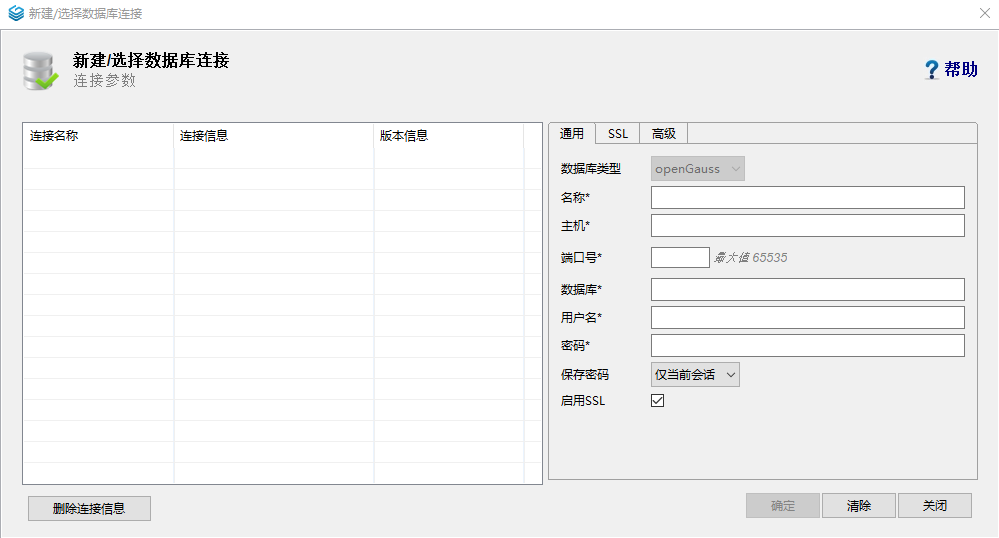 新建/选择数据库连接
新建/选择数据库连接
连接参数
? 帮助
连接名称 连接信息 版本信息
通用 SSL 高级
数据库类型 openGauss
名称*
主机*
端口号* 最大值 65535
数据库*
用户名*
密码*
保存密码 仅当前会话
启用SSL
删除连接信息
确定 清除 关闭